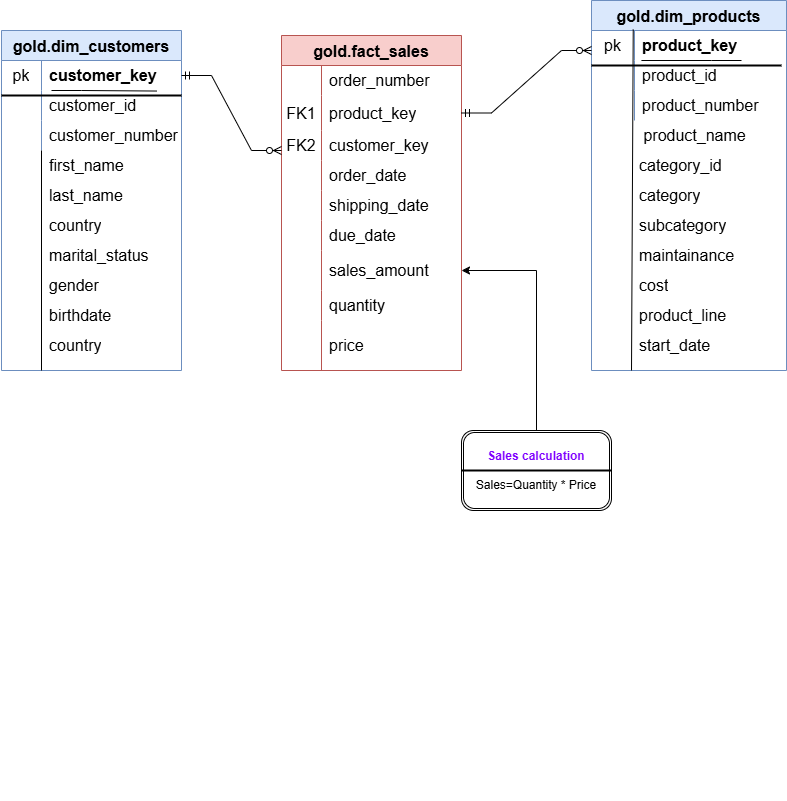 gold.dim_customers
pk customer_key
customer_id
customer_number
first_name
last_name
country
marital_status
gender
birthdate
country
gold.fact_sales
order_number
FK1 product_key
FK2 customer_key
order_date
shipping_date
due_date
sales_amount
quantity
price
gold.dim_products
pk product_key
product_id
product_number
product_name
category_id
category
subcategory
maintainance
cost
product_line
start_date
Sales calculation
Sales=Quantity * Price